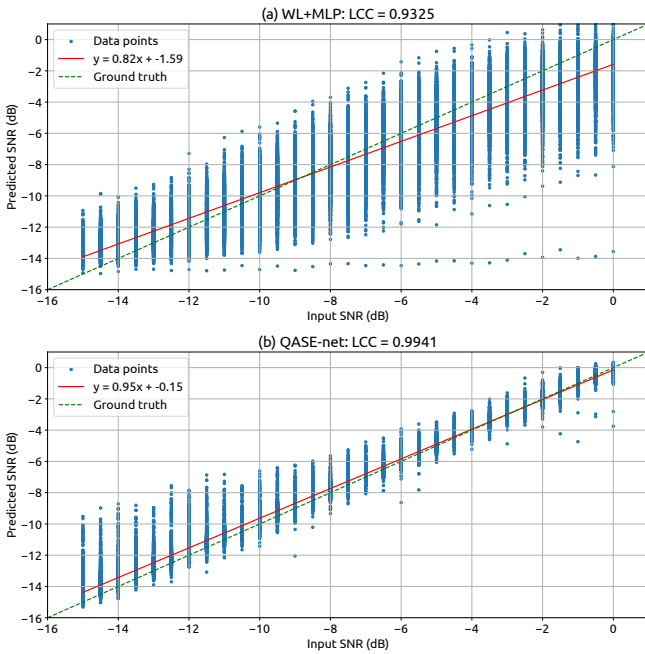 (a) WL+MLP: LCC = 0.9325
Data points
y = 0.82x + -1.59
Ground truth
Predicted SNR (dB)
0
−2
−4
−6
−8
−10
−12
−14
−16
−16 −14 −12 −10 −8 −6 −4 −2 0
Input SNR (dB)
(b) QASE-net: LCC = 0.9941
Data points
y = 0.95x + -0.15
Ground truth
Predicted SNR (dB)
0
−2
−4
−6
−8
−10
−12
−14
−16
−16 −14 −12 −10 −8 −6 −4 −2 0
Input SNR (dB)